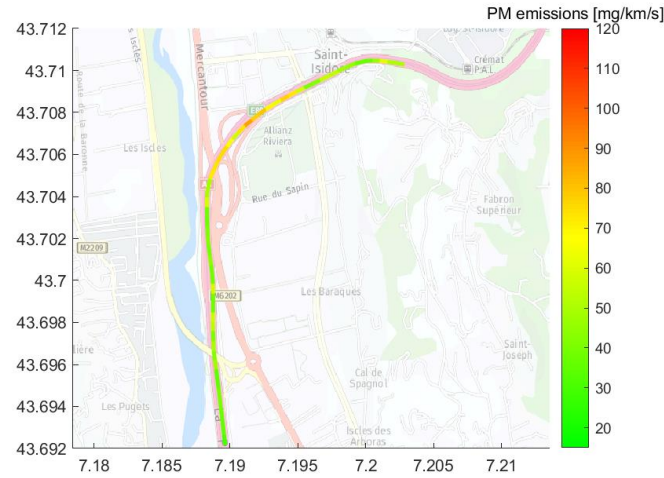 PM emissions [mg/km/s]
43.712
43.71
43.708
43.706
43.704
43.702
43.7
43.698
43.696
43.694
43.692
7.18
7.185
7.19
7.195
7.2
7.205
7.21
120
110
100
90
80
70
60
50
40
30
20
Mercantour
Saint-
Isidore
Crémat
P.A.L.
Allianz
Riviera
Les Iscles
Route de la Baronne
Rue du Sapin
Fabron
Supérieur
M2209
M6202
Les Baraques
Saint-
Joseph
Cal de
Spagnol
Les Pugets
Iscles des
Arboras